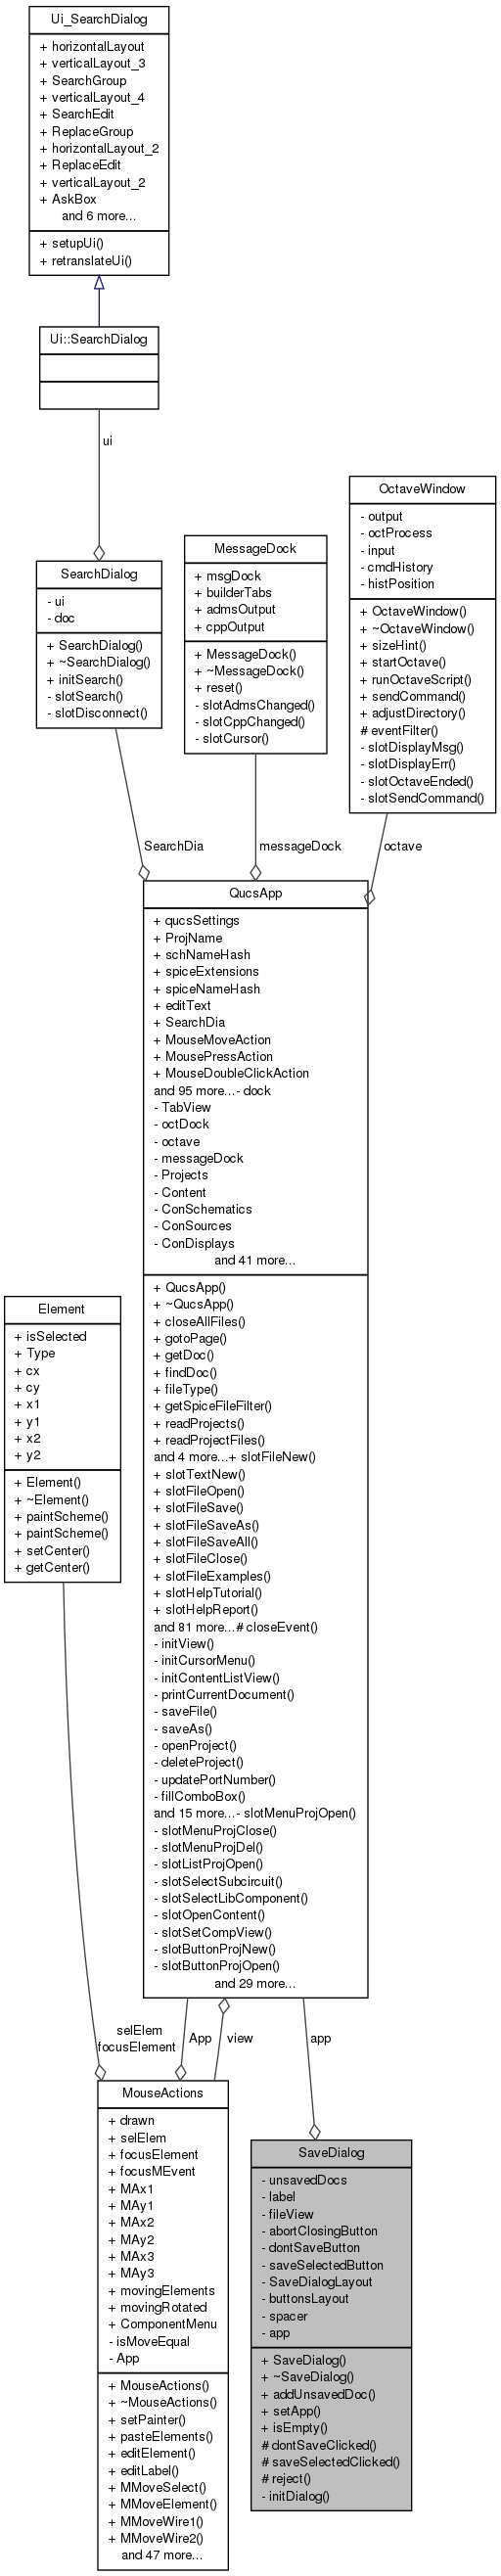 Ui_SearchDialog
+ horizontalLayout
+ verticalLayout_3
+ SearchGroup
+ verticalLayout_4
+ SearchEdit
+ ReplaceGroup
+ horizontalLayout_2
+ ReplaceEdit
+ verticalLayout_2
+ AskBox
and 6 more...
+ setupUi()
+ retranslateUi()
Ui::SearchDialog
ui
SearchDialog
- ui
- doc
+ SearchDialog()
+ ~SearchDialog()
+ initSearch()
- slotSearch()
- slotDisconnect()
MessageDock
+ msgDock
+ builderTabs
+ admsOutput
+ cppOutput
+ MessageDock()
+ ~MessageDock()
+ reset()
- slotAdmsChanged()
- slotCppChanged()
- slotCursor()
OctaveWindow
- output
- octProcess
- input
- cmdHistory
- histPosition
+ OctaveWindow()
+ ~OctaveWindow()
+ sizeHint()
+ startOctave()
+ runOctaveScript()
+ sendCommand()
+ adjustDirectory()
# eventFilter()
- slotDisplayMsg()
- slotDisplayErr()
- slotOctaveEnded()
- slotSendCommand()
SearchDia
messageDock
octave
QucsApp
+ qucsSettings
+ ProjName
+ schNameHash
+ spiceExtensions
+ spiceNameHash
+ editText
+ SearchDia
+ MouseMoveAction
+ MousePressAction
+ MouseDoubleClickAction
and 95 more...- dock
- TabView
- octDock
- octave
- messageDock
- Projects
- Content
- ConSchematics
- ConSources
- ConDisplays
and 41 more...
+ QucsApp()
+ ~QucsApp()
+ closeAllFiles()
+ gotoPage()
+ getDoc()
+ findDoc()
+ fileType()
+ getSpiceFileFilter()
+ readProjects()
+ readProjectFiles()
and 4 more...+ slotFileNew()
+ slotTextNew()
+ slotFileOpen()
+ slotFileSave()
+ slotFileSaveAs()
+ slotFileSaveAll()
+ slotFileClose()
+ slotFileExamples()
+ slotHelpTutorial()
+ slotHelpReport()
and 81 more...# closeEvent()
- initView()
- initCursorMenu()
- initContentListView()
- printCurrentDocument()
- saveFile()
- saveAs()
- openProject()
- deleteProject()
- updatePortNumber()
- fillComboBox()
and 15 more...- slotMenuProjOpen()
- slotMenuProjClose()
- slotMenuProjDel()
- slotListProjOpen()
- slotSelectSubcircuit()
- slotSelectLibComponent()
- slotOpenContent()
- slotSetCompView()
- slotButtonProjNew()
- slotButtonProjOpen()
and 29 more...
Element
+ isSelected
+ Type
+ cx
+ cy
+ x1
+ y1
+ x2
+ y2
+ Element()
+ ~Element()
+ paintScheme()
+ paintScheme()
+ setCenter()
+ getCenter()
selElem
focusElement
App
view
app
MouseActions
+ drawn
+ selElem
+ focusElement
+ focusMEvent
+ MAx1
+ MAy1
+ MAx2
+ MAy2
+ MAx3
+ MAy3
+ movingElements
+ movingRotated
+ ComponentMenu
- isMoveEqual
- App
+ MouseActions()
+ ~MouseActions()
+ setPainter()
+ pasteElements()
+ editElement()
+ editLabel()
+ MMoveSelect()
+ MMoveElement()
+ MMoveWire1()
+ MMoveWire2()
and 47 more...
SaveDialog
- unsavedDocs
- label
- fileView
- abortClosingButton
- dontSaveButton
- saveSelectedButton
- SaveDialogLayout
- buttonsLayout
- spacer
- app
+ SaveDialog()
+ ~SaveDialog()
+ addUnsavedDoc()
+ setApp()
+ isEmpty()
# dontSaveClicked()
# saveSelectedClicked()
# reject()
- initDialog()